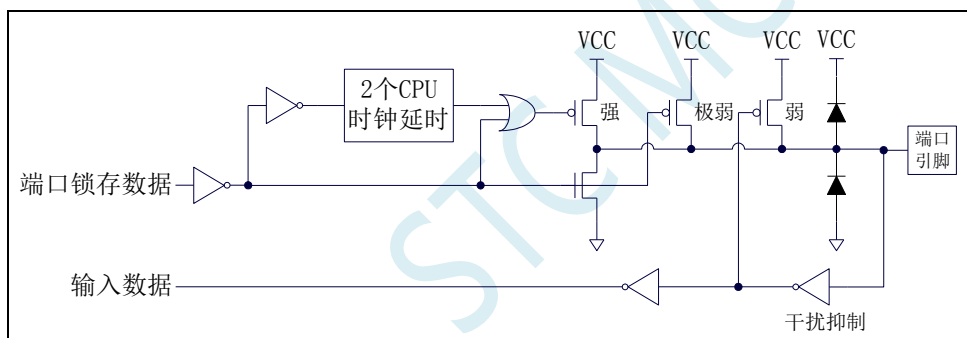 VCC VCC VCC VCC
2个CPU
时钟延时
强
极弱
弱
端口
引脚
端口锁存数据
输入数据
干扰抑制
STC MC